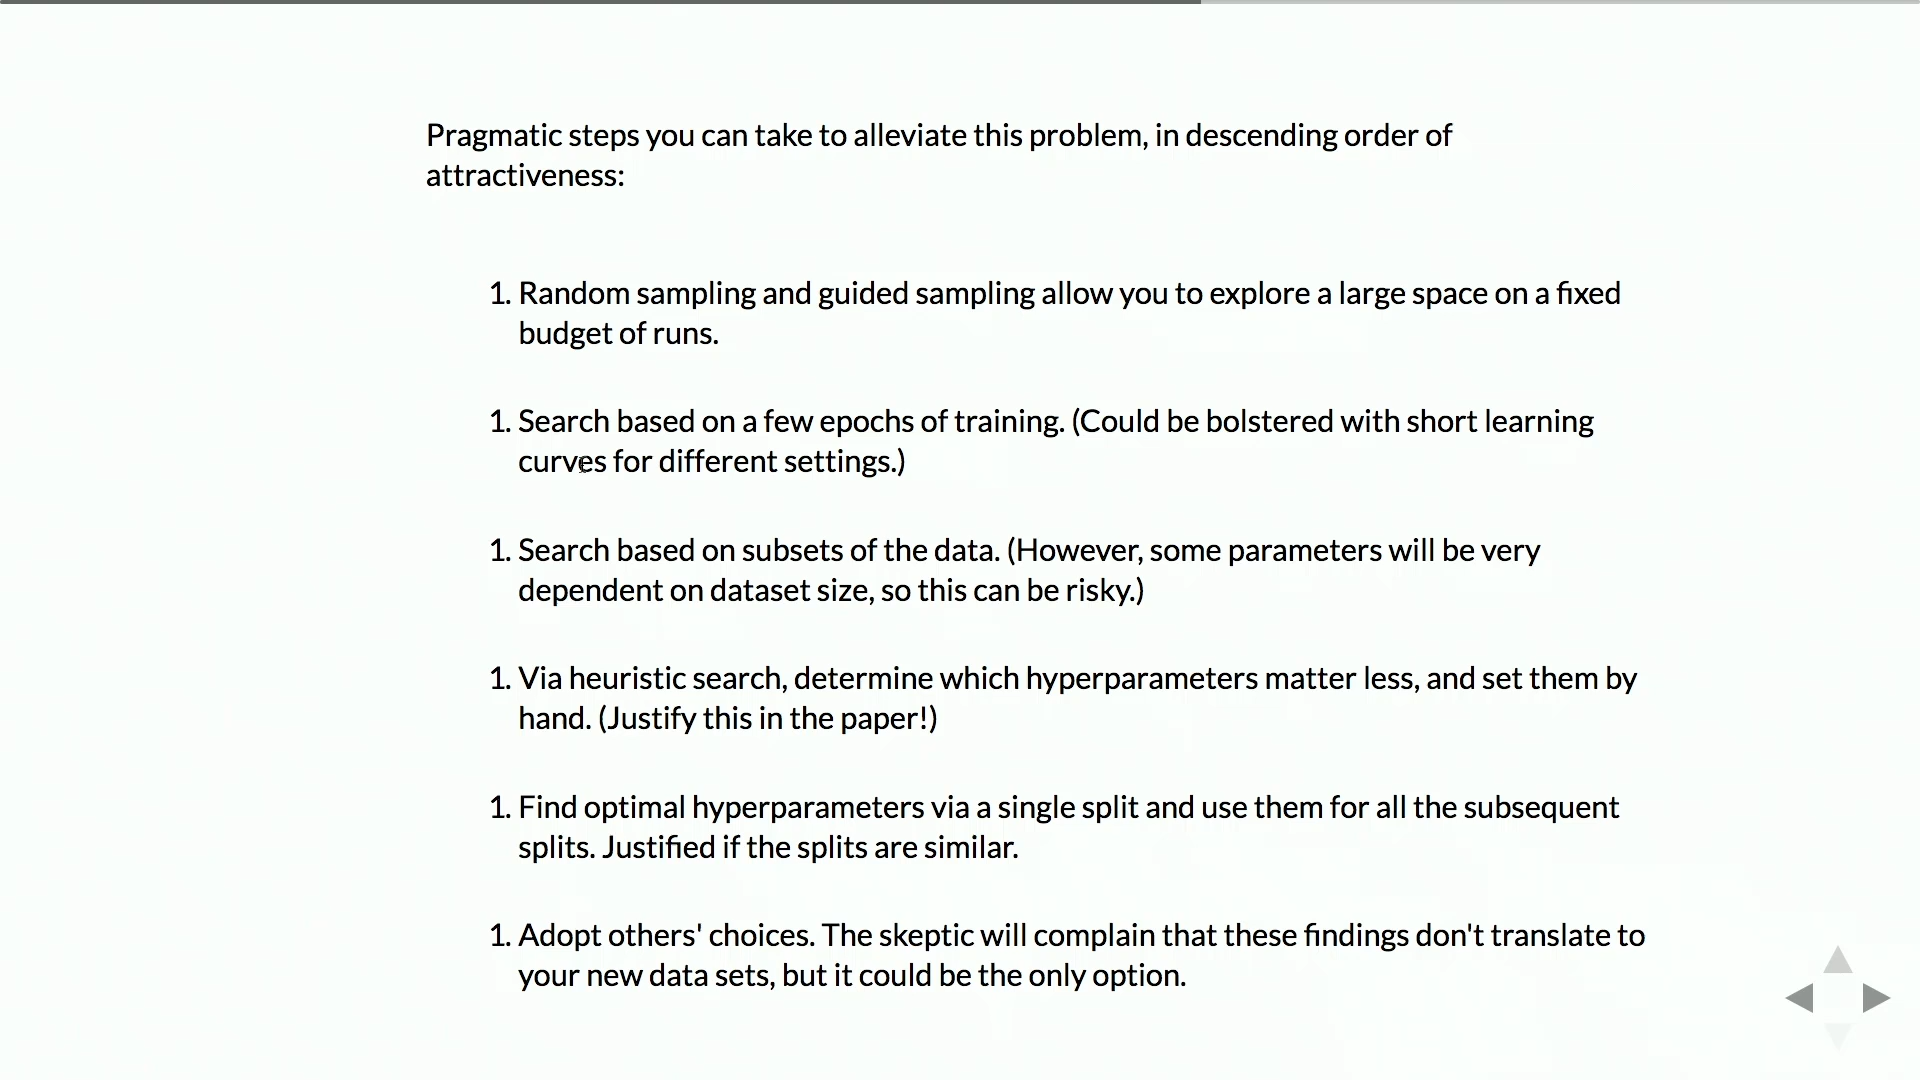 Pragmatic steps you can take to alleviate this problem, in descending order of
attractiveness:
1. Random sampling and guided sampling allow you to explore a large space on a fixed
budget of runs.
1. Search based on a few epochs of training. (Could be bolstered with short learning
curves for different settings.)
1. Search based on subsets of the data. (However, some parameters will be very
dependent on dataset size, so this can be risky.)
1. Via heuristic search, determine which hyperparameters matter less, and set them by
hand. (Justify this in the paper!)
1. Find optimal hyperparameters via a single split and use them for all the subsequent
splits. Justified if the splits are similar.
1. Adopt others' choices. The skeptic will complain that these findings don't translate to
your new data sets, but it could be the only option.